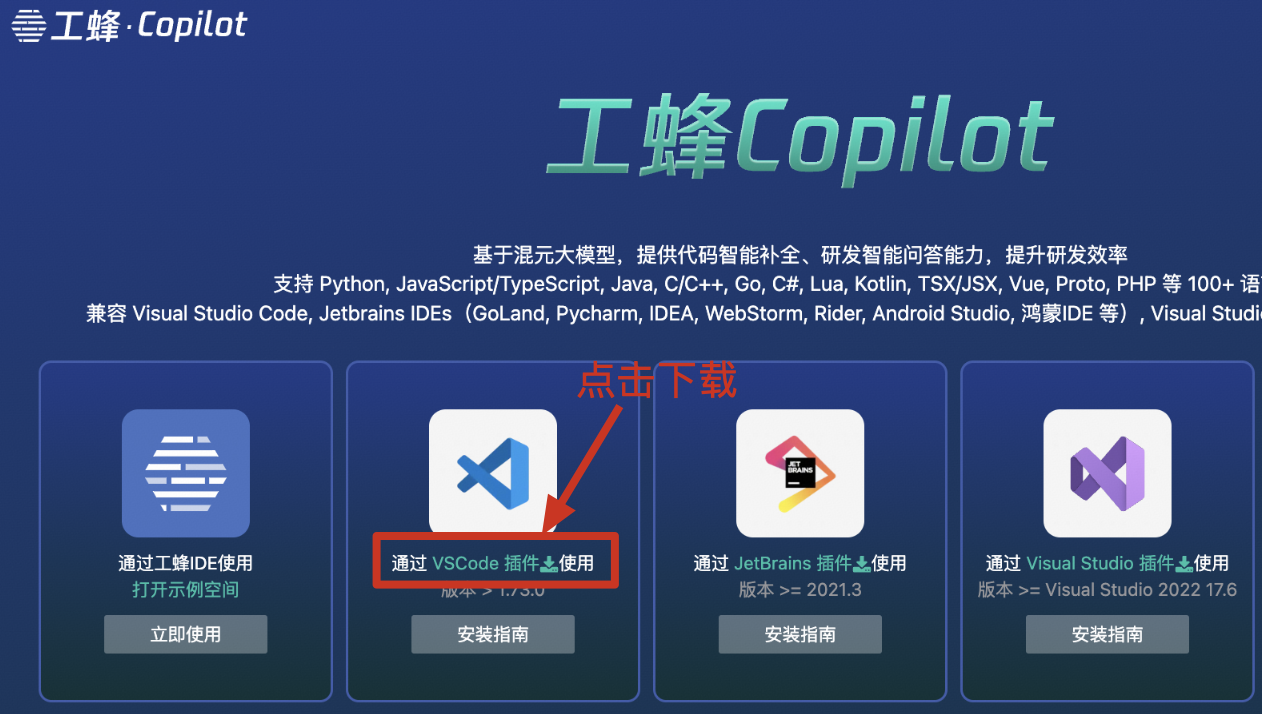 工蜂·Copilot
工蜂Copilot
基于混元大模型，提供代码智能补全、研发智能问答能力，提升研发效率
支持 Python, JavaScript/TypeScript, Java, C/C++, Go, C#, Lua, Kotlin, TSX/JSX, Vue, Proto, PHP 等 100+ 语
兼容 Visual Studio Code, Jetbrains IDEs（GoLand, Pycharm, IDEA, WebStorm, Rider, Android Studio, 鸿蒙IDE 等）, Visual Studio
点击下载
JET
BRAINS
通过工蜂IDE使用
打开示例空间
立即使用
通过 VSCode 插件使用
版本 > 1.73.0
安装指南
通过 JetBrains 插件使用
版本 >= 2021.3
安装指南
通过 Visual Studio 插件使用
版本 >= Visual Studio 2022 17.6
安装指南